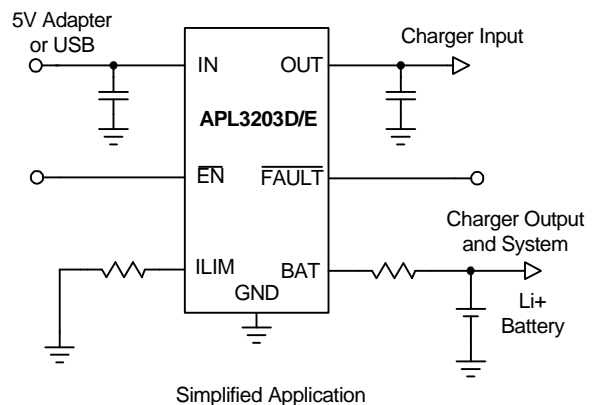 5V Adapter
or USB
Charger Input
IN
OUT
APL3203D/E
EN
FAULT
Charger Output
and System
ILIM
BAT
GND
Li+
Battery
Simplified Application